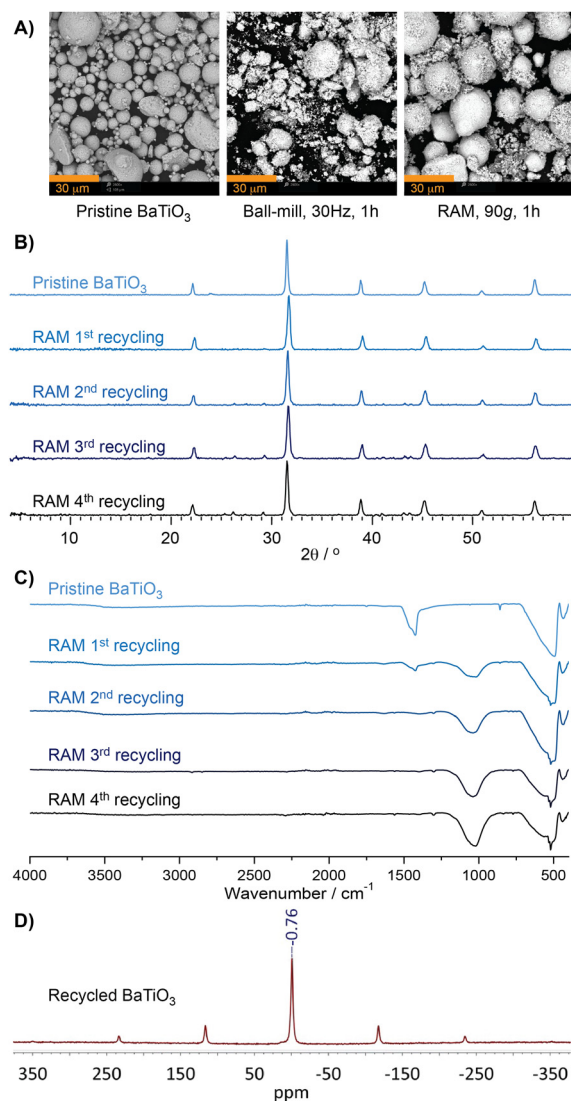 A)
30 µm
30 µm
30 µm
Pristine BaTiO3
Ball-mill, 30Hz, 1h
RAM, 90g, 1h
B)
Pristine BaTiO3
RAM 1st recycling
RAM 2nd recycling
RAM 3rd recycling
RAM 4th recycling
10 20 30 40 50
2θ / º
C)
Pristine BaTiO3
RAM 1st recycling
RAM 2nd recycling
RAM 3rd recycling
RAM 4th recycling
4000 3500 3000 2500 2000 1500 1000 500
Wavenumber / cm-1
D)
-0.76
Recycled BaTiO3
350 250 150 50 -50 -150 -250 -350
ppm